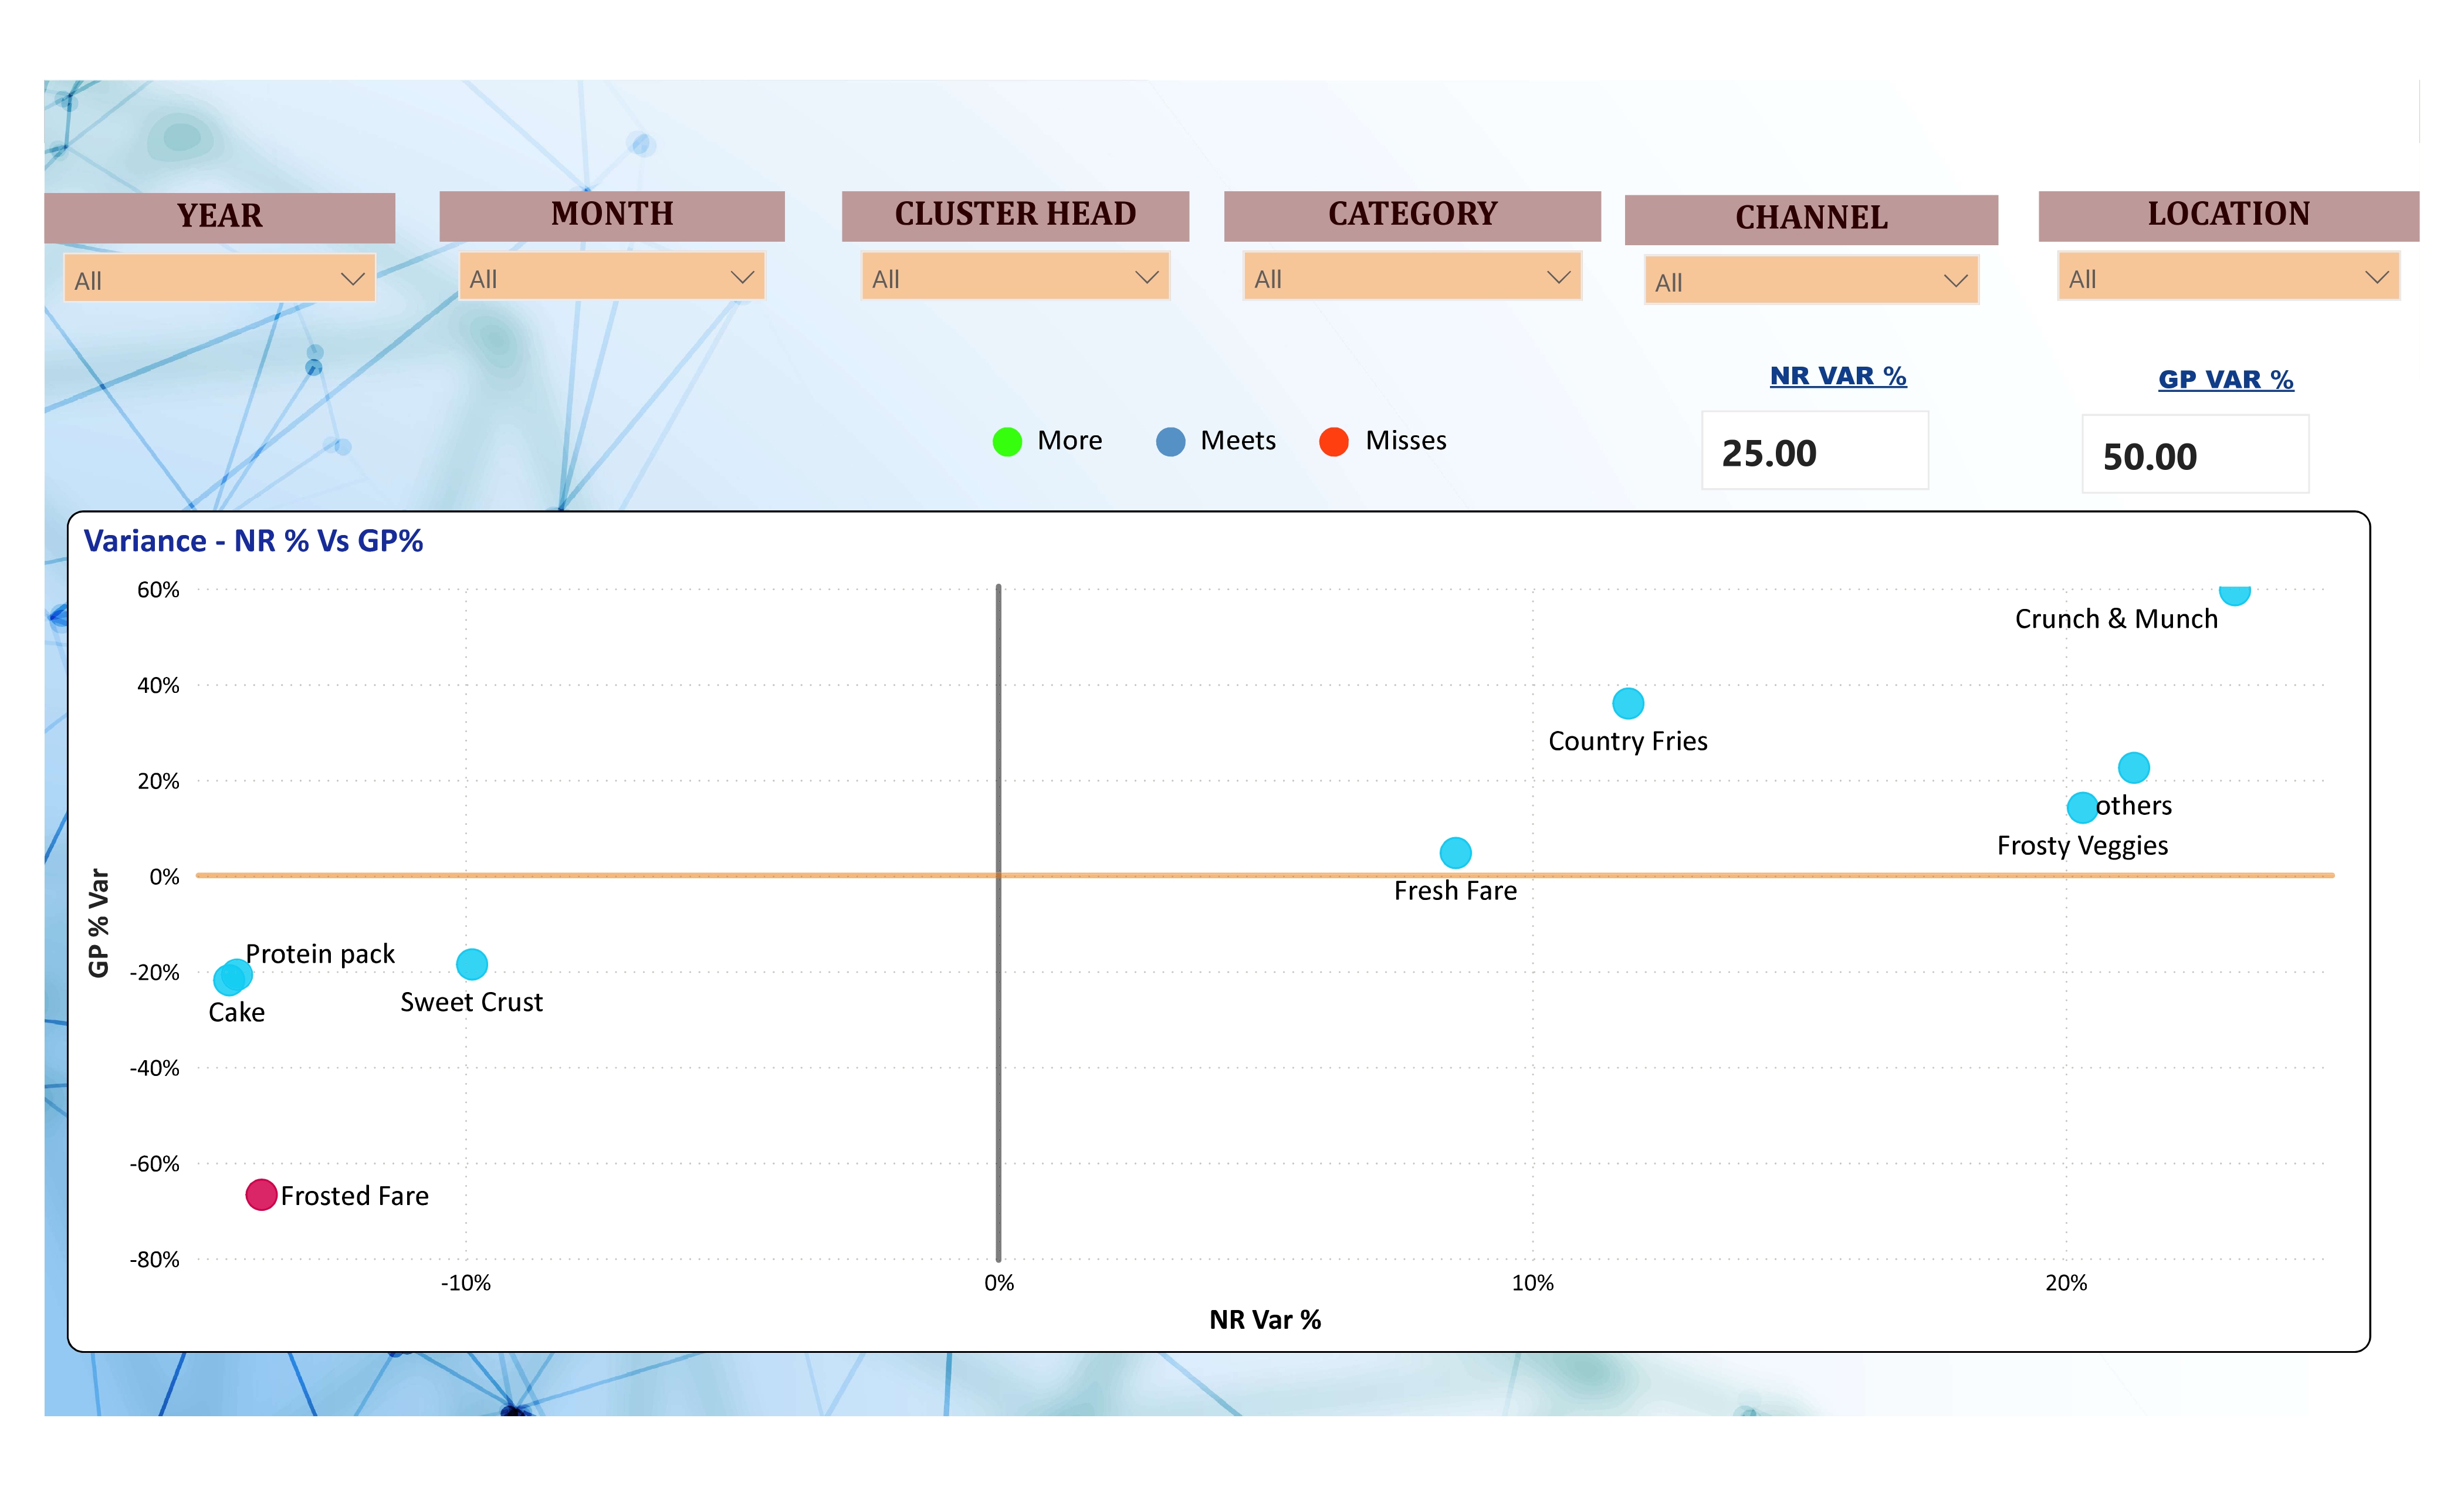 YEAR
MONTH
CLUSTER HEAD
CATEGORY
CHANNEL
LOCATION
All
All
All
All
All
All
NR VAR %
GP VAR %
More
Meets
Misses
25.00
50.00
Variance - NR % Vs GP%
60%
Crunch & Munch
40%
Country Fries
20%
others
Frosty Veggies
0%
Fresh Fare
GP % Var
Protein pack
-20%
Sweet Crust
Cake
-40%
-60%
Frosted Fare
-80%
-10%
0%
10%
20%
NR Var %